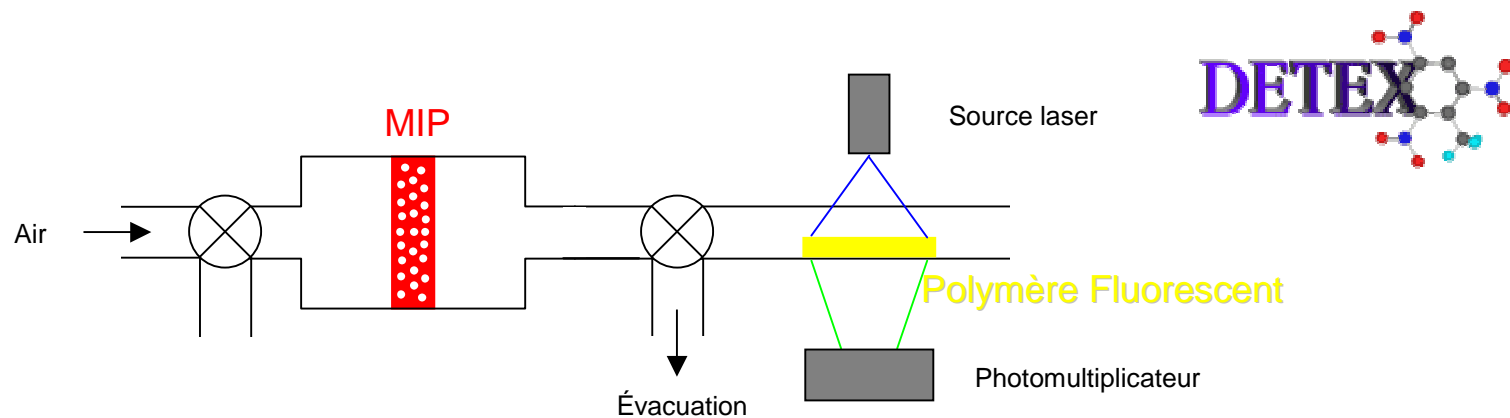 DETEX
Source laser
MIP
Air
Polymère Fluorescent
Photomultiplicateur
Évacuation